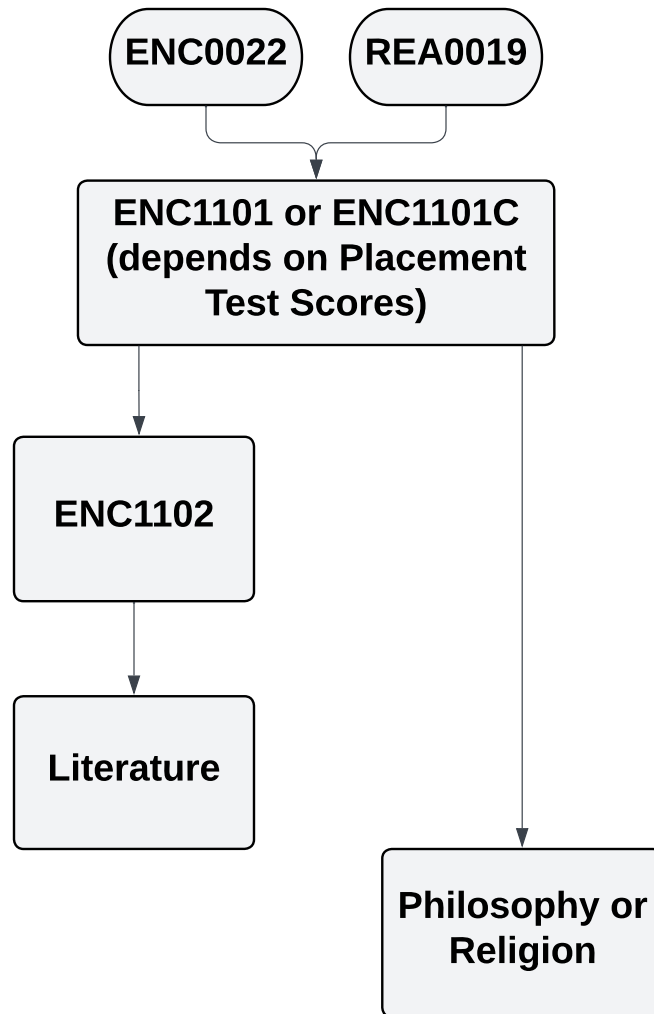 ENC0022
REA0019
ENC1101 or ENC1101C
(depends on Placement
Test Scores)
ENC1102
Literature
Philosophy or
Religion